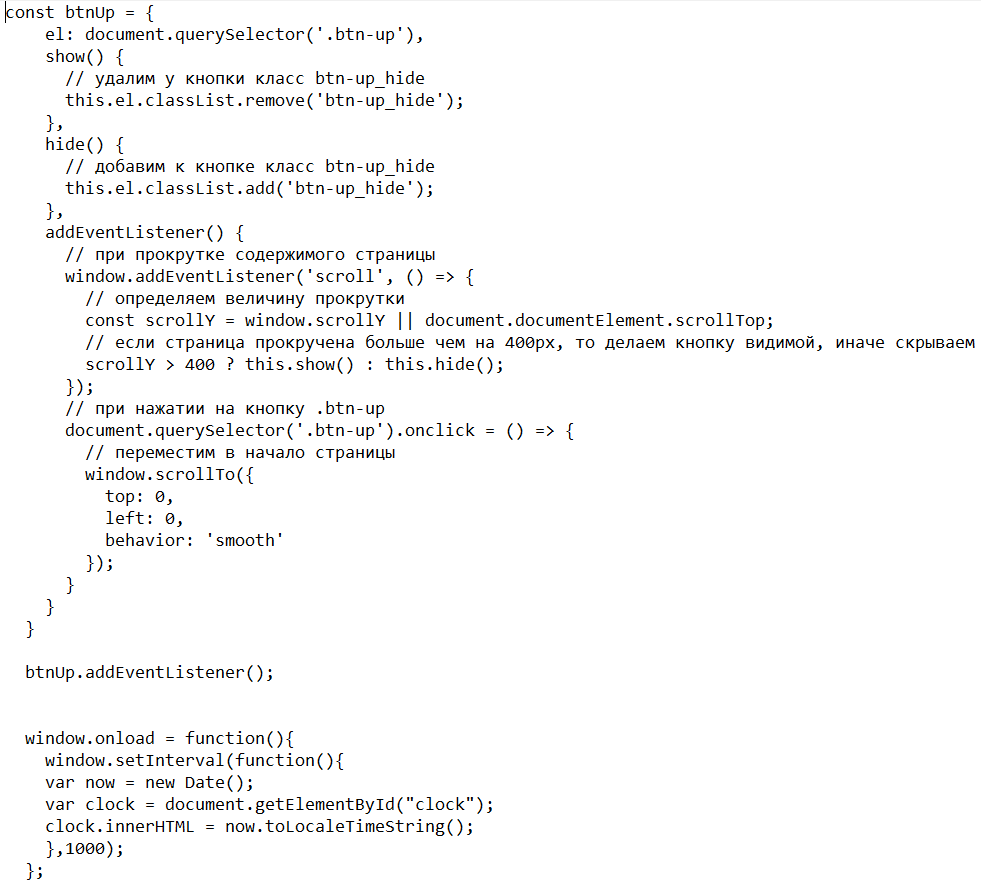 const btnUp = {
    el: document.querySelector('.btn-up'),
    show() {
      // удалим у кнопки класс btn-up_hide
      this.el.classList.remove('btn-up_hide');
    },
    hide() {
      // добавим к кнопке класс btn-up_hide
      this.el.classList.add('btn-up_hide');
    },
    addEventListener() {
      // при прокрутке содержимого страницы
      window.addEventListener('scroll', () => {
        // определяем величину прокрутки
        const scrollY = window.scrollY || document.documentElement.scrollTop;
        // если страница прокручена больше чем на 400px, то делаем кнопку видимой, иначе скрываем
        scrollY > 400 ? this.show() : this.hide();
      });
      // при нажатии на кнопку .btn-up
      document.querySelector('.btn-up').onclick = () => {
        // переместим в начало страницы
        window.scrollTo({
          top: 0,
          left: 0,
          behavior: 'smooth'
        });
      }
    }
  }

  btnUp.addEventListener();


  window.onload = function(){
    window.setInterval(function(){
    var now = new Date();
    var clock = document.getElementById("clock");
    clock.innerHTML = now.toLocaleTimeString();
    },1000);
  };